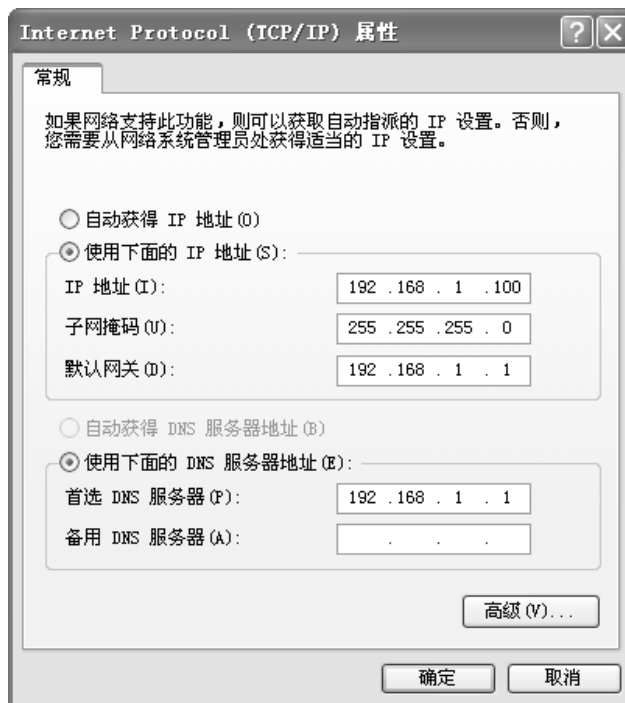 Internet Protocol (TCP/IP) 属性
常规
如果网络支持此功能，则可以获取自动指派的 IP 设置。否则，
您需要从网络系统管理员处获得适当的 IP 设置。
自动获得 IP 地址(O)
使用下面的 IP 地址(S):
IP 地址(I): 192 .168 . 1 .100
子网掩码(U): 255 .255 .255 . 0
默认网关(D): 192 .168 . 1 . 1
自动获得 DNS 服务器地址(B)
使用下面的 DNS 服务器地址(E):
首选 DNS 服务器(P): 192 .168 . 1 . 1
备用 DNS 服务器(A): . . .
高级(V)...
确定 取消